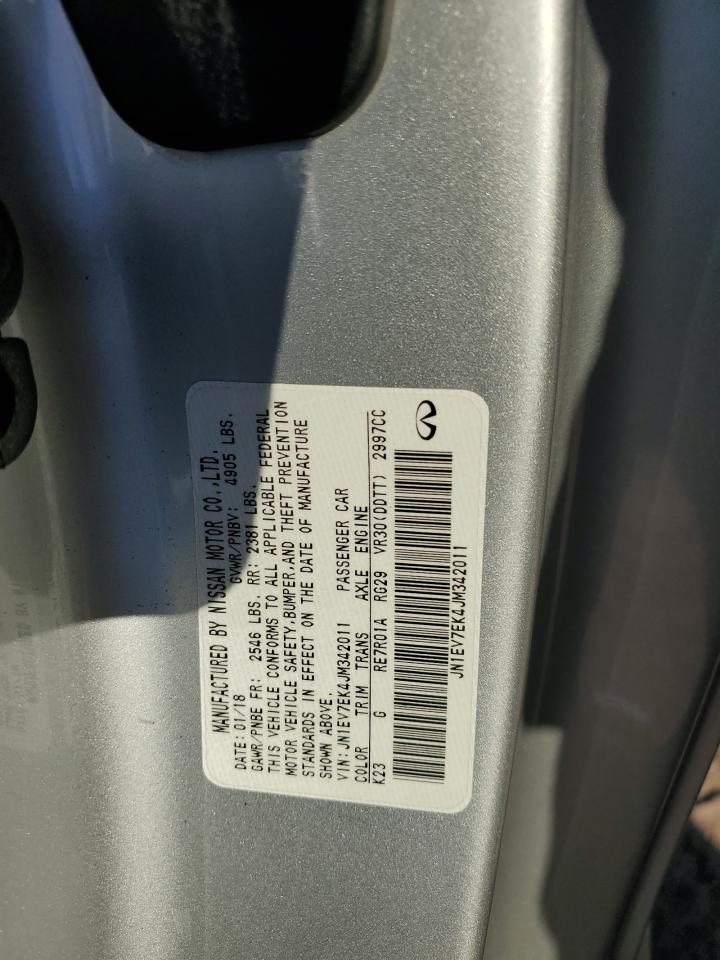 MANUFACTURED BY NISSAN MOTOR CO.,LTD.
DATE: 01/18 GVWR/PNBV: 4905 LBS.
GAWR/PNBE FR: 2546 LBS. RR: 2381 LBS.
THIS VEHICLE CONFORMS TO ALL APPLICABLE FEDERAL
MOTOR VEHICLE SAFETY,BUMPER,AND THEFT PREVENTION
STANDARDS IN EFFECT ON THE DATE OF MANUFACTURE
SHOWN ABOVE.
VIN:JN1EV7EK4JM342011 PASSENGER CAR
COLOR TRIM TRANS AXLE ENGINE
K23 G RE7R01A RG29 VR30(DDTT) 2997CC
JN1EV7EK4JM342011